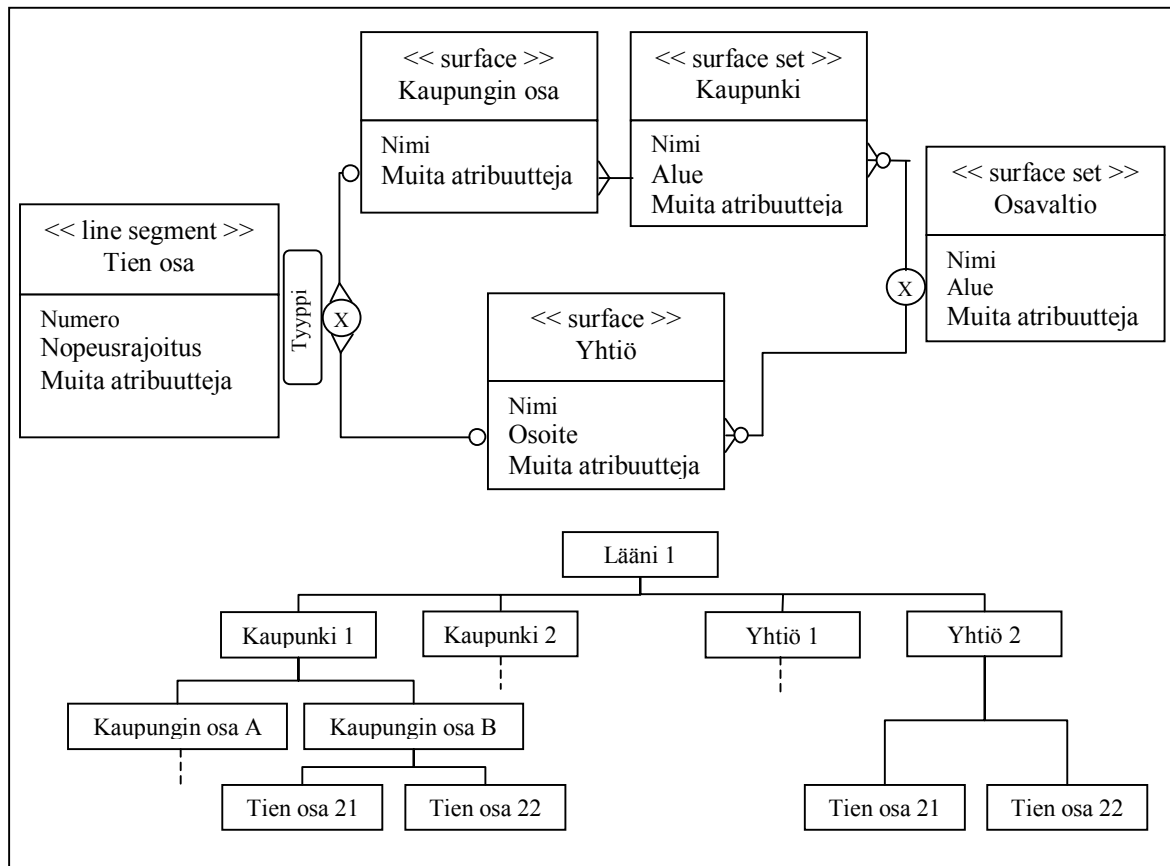 << surface >>
Kaupungin osa
Nimi
Muita atribuutteja
<< surface set >>
Kaupunki
Nimi
Alue
Muita atribuutteja
<< surface set >>
Osavaltio
Nimi
Alue
Muita atribuutteja
<< line segment >>
Tien osa
Numero
Nopeusrajoitus
Muita atribuutteja
Tyyppi
X
X
<< surface >>
Yhtiö
Nimi
Osoite
Muita atribuutteja
Lääni 1
Kaupunki 1
Kaupunki 2
Yhtiö 1
Yhtiö 2
Kaupungin osa A
Kaupungin osa B
Tien osa 21
Tien osa 22
Tien osa 21
Tien osa 22